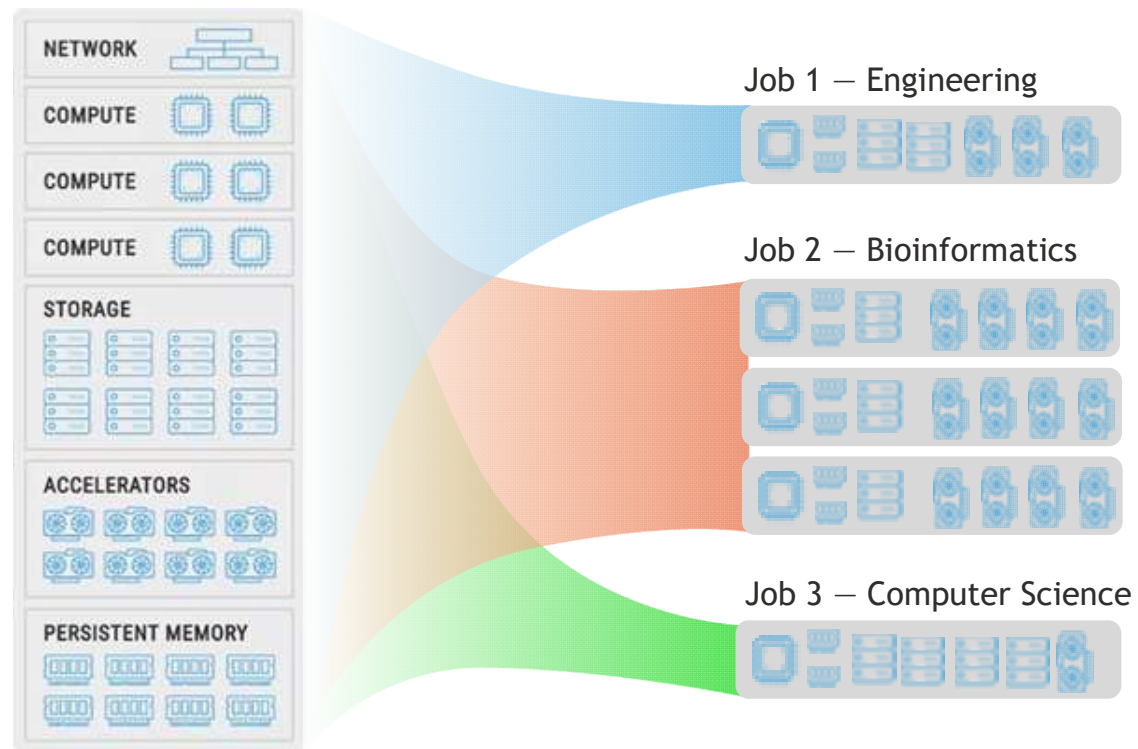 NETWORK
COMPUTE
COMPUTE
COMPUTE
STORAGE
ACCELERATORS
PERSISTENT MEMORY
Job 1 — Engineering
Job 2 — Bioinformatics
Job 3 — Computer Science